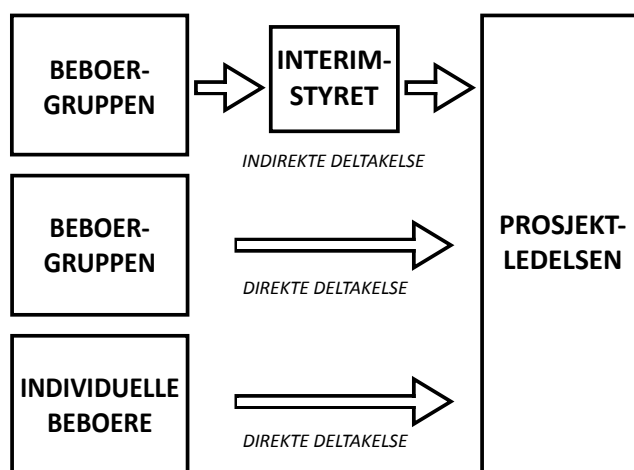 BEBOER-
GRUPPEN
INTERIM-
STYRET
INDIREKTE DELTAKELSE
BEBOER-
GRUPPEN
DIREKTE DELTAKELSE
INDIVIDUELLE
BEBOERE
DIREKTE DELTAKELSE
PROSJEKT-
LEDELSEN